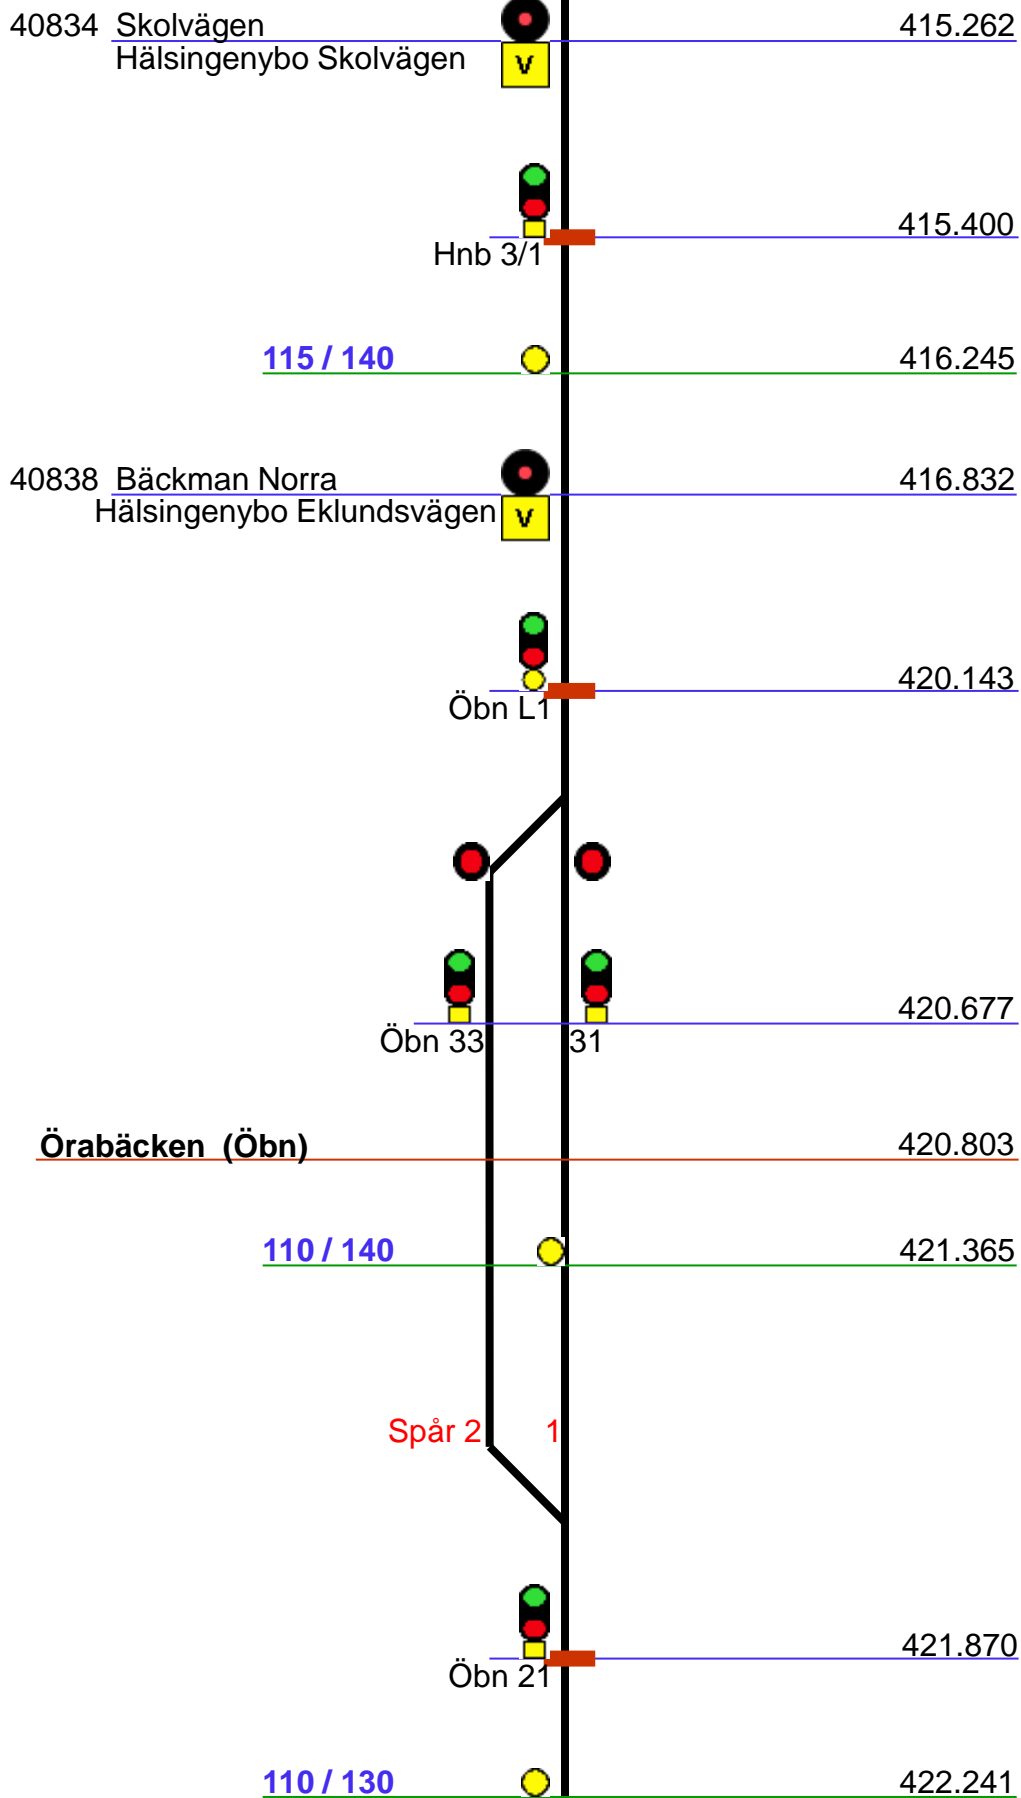 40834 Skolvägen 415.262
Hälsingenybo Skolvägen
V
415.400
Hnb 3/1
115 / 140 416.245
40838 Bäckman Norra 416.832
Hälsingenybo Eklundsvägen
V
420.143
Öbn L1
420.677
Öbn 33 31
Örabäcken (Öbn) 420.803
110 / 140 421.365
Spår 2 1
421.870
Öbn 21
110 / 130 422.241